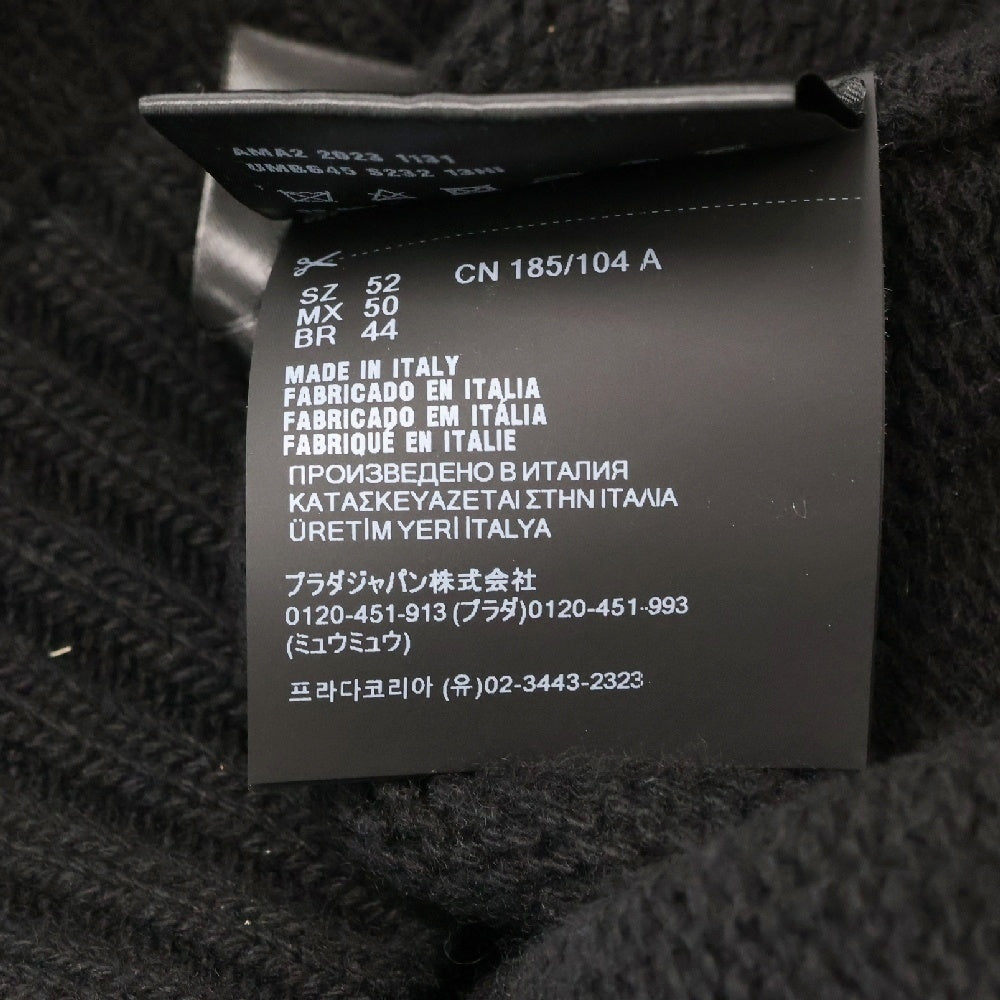 AMA2 2023 1131
UMB645 S232 13NI
SZ 52 CN 185/104 A
MX 50
BR 44
MADE IN ITALY
FABRICADO EN ITALIA
FABRICADO EM ITÁLIA
FABRIQUÉ EN ITALIE
ПРОИЗВЕДЕНО В ИТАЛИЯ
ΚΑΤΑΣΚΕΥΑΖΕΤΑΙ ΣΤΗΝ ΙΤΑΛΙΑ
ÜRETİM YERİ İTALYA
プラダジャパン株式会社
0120-451-913 (プラダ)0120-451-993
(ミュウミュウ)
프라다코리아 (유)02-3443-2323